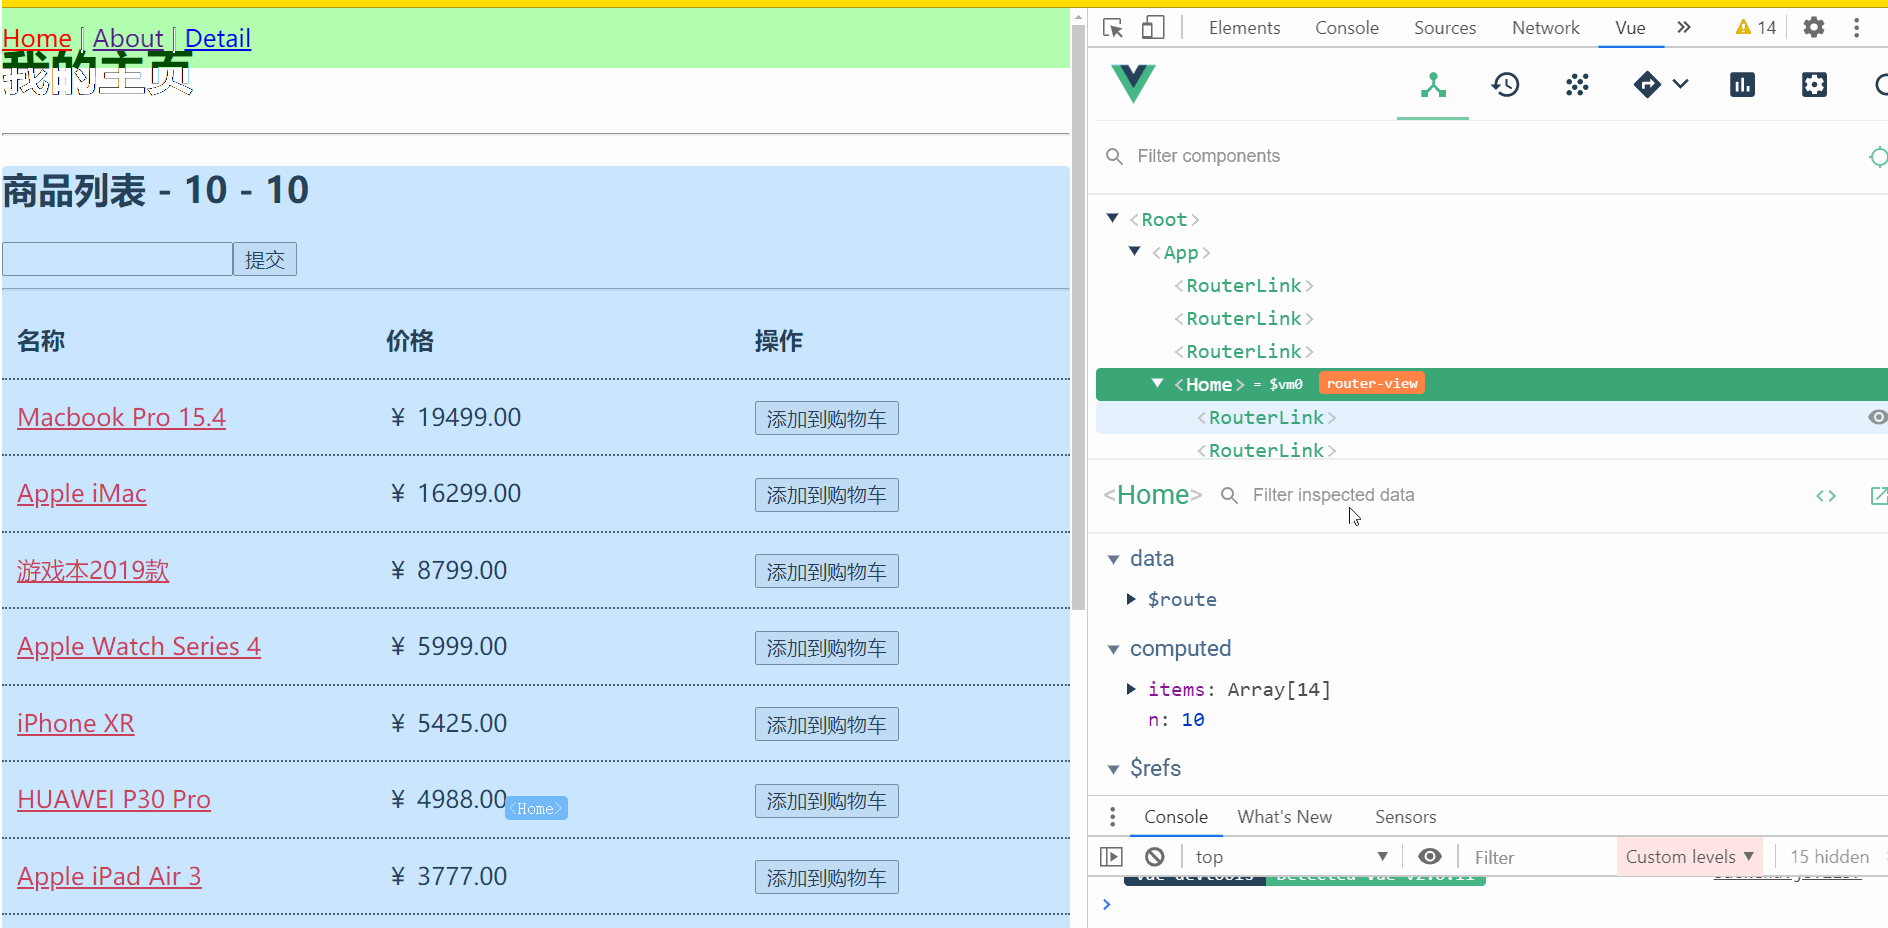 Home | About | Detail
我的主页
商品列表 - 10 - 10
提交
名称 价格 操作
Macbook Pro 15.4 ¥ 19499.00 添加到购物车
Apple iMac ¥ 16299.00 添加到购物车
游戏本2019款 ¥ 8799.00 添加到购物车
Apple Watch Series 4 ¥ 5999.00 添加到购物车
iPhone XR ¥ 5425.00 添加到购物车
HUAWEI P30 Pro ¥ 4988.00 添加到购物车
<Home>
Apple iPad Air 3 ¥ 3777.00 添加到购物车
Elements Console Sources Network Vue 14
Filter components
<Root>
<App>
<RouterLink>
<RouterLink>
<RouterLink>
<Home> = $vm0 router-view
<RouterLink>
<RouterLink>
<Home> Filter inspected data
data
$route
computed
items: Array[14]
n: 10
$refs
Console What's New Sensors
top Filter Custom levels 15 hidden